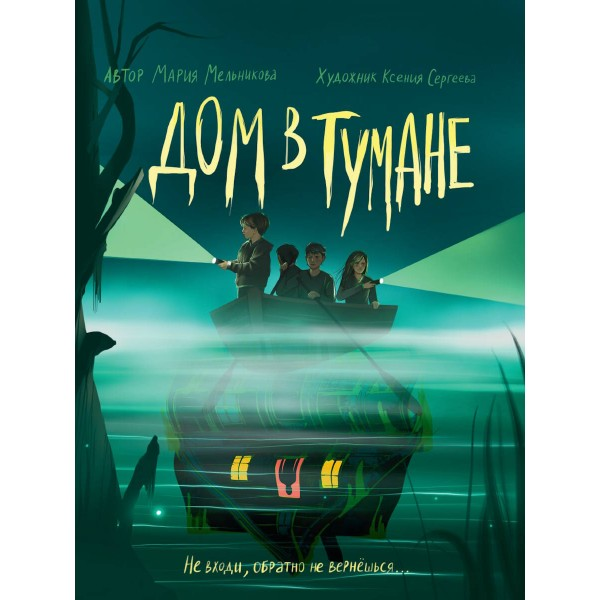 Автор Мария Мельникова Художник Ксения Сергеева
ДОМ В ТУМАНЕ
Не входи, обратно не вернёшься...